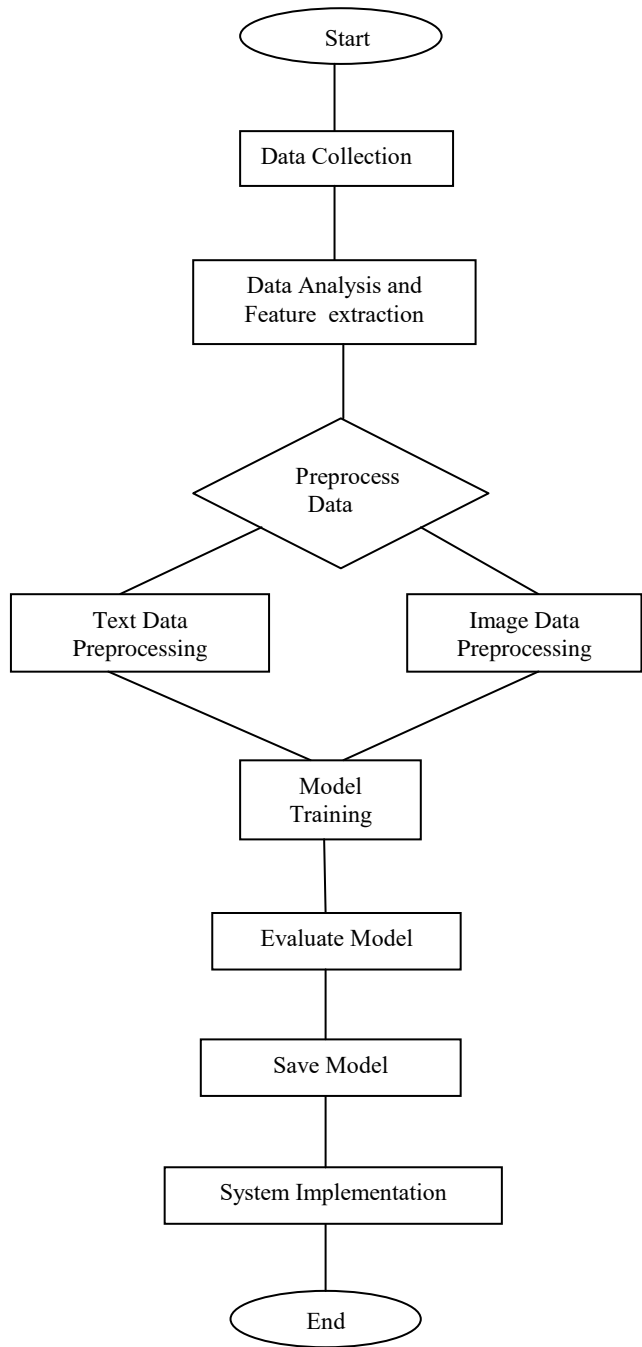 Start
Data Collection
Data Analysis and
Feature extraction
Preprocess
Data
Text Data
Preprocessing
Image Data
Preprocessing
Model
Training
Evaluate Model
Save Model
System Implementation
End